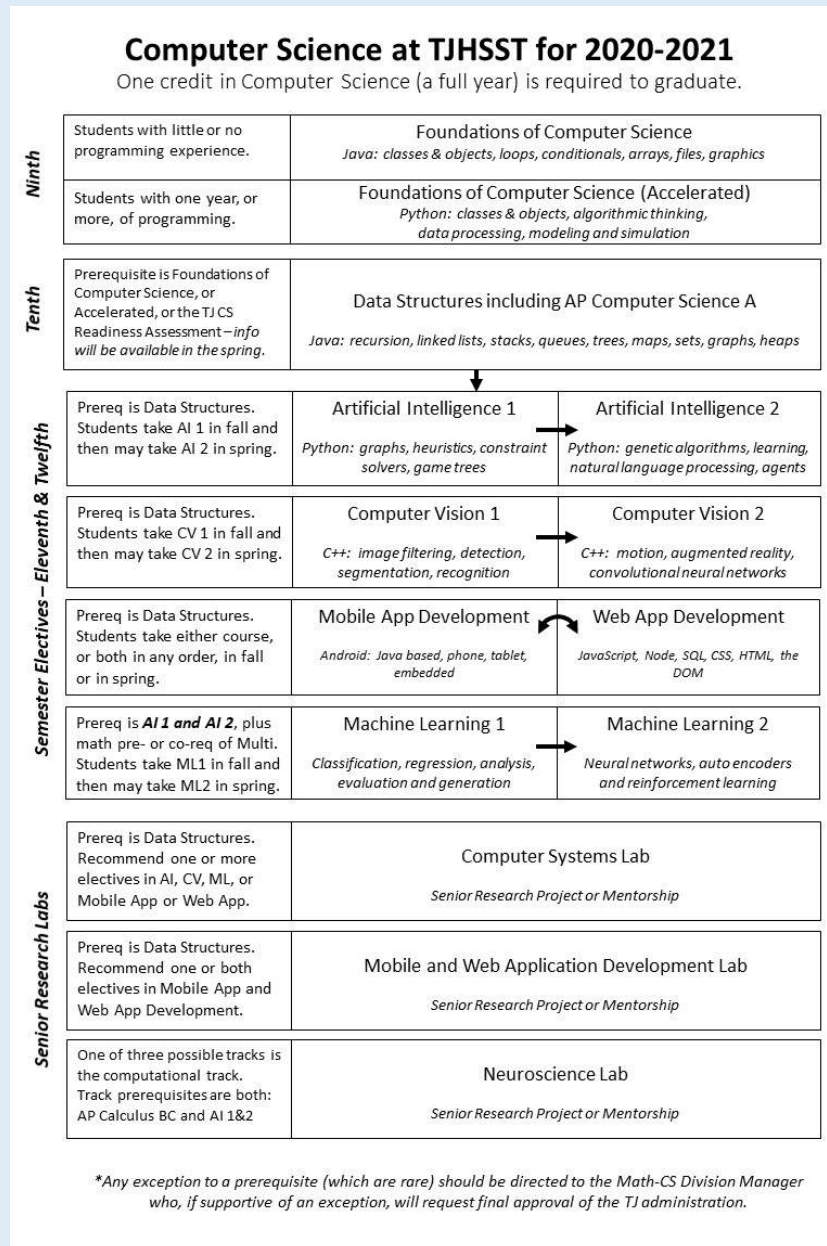 Computer Science at TJHSST for 2020-2021
One credit in Computer Science (a full year) is required to graduate.
Ninth
Students with little or no
programming experience.
Foundations of Computer Science
Java: classes & objects, loops, conditionals, arrays, files, graphics
Students with one year, or
more, of programming.
Foundations of Computer Science (Accelerated)
Python: classes & objects, algorithmic thinking,
data processing, modeling and simulation
Tenth
Prerequisite is Foundations of
Computer Science, or
Accelerated, or the TJ CS
Readiness Assessment – info
will be available in the spring.
Data Structures including AP Computer Science A
Java: recursion, linked lists, stacks, queues, trees, maps, sets, graphs, heaps
Semester Electives – Eleventh & Twelfth
Prereq is Data Structures.
Students take AI 1 in fall and
then may take AI 2 in spring.
Artificial Intelligence 1
Python: graphs, heuristics, constraint
solvers, game trees
Artificial Intelligence 2
Python: genetic algorithms, learning,
natural language processing, agents
Prereq is Data Structures.
Students take CV 1 in fall and
then may take CV 2 in spring.
Computer Vision 1
C++: image filtering, detection,
segmentation, recognition
Computer Vision 2
C++: motion, augmented reality,
convolutional neural networks
Prereq is Data Structures.
Students take either course,
or both in any order, in fall
or in spring.
Mobile App Development
Android: Java based, phone, tablet,
embedded
Web App Development
JavaScript, Node, SQL, CSS, HTML, the
DOM
Prereq is AI 1 and AI 2, plus
math pre- or co-req of Multi.
Students take ML1 in fall and
then may take ML2 in spring.
Machine Learning 1
Classification, regression, analysis,
evaluation and generation
Machine Learning 2
Neural networks, auto encoders
and reinforcement learning
Senior Research Labs
Prereq is Data Structures.
Recommend one or more
electives in AI, CV, ML, or
Mobile App or Web App.
Computer Systems Lab
Senior Research Project or Mentorship
Prereq is Data Structures.
Recommend one or both
electives in Mobile App and
Web App Development.
Mobile and Web Application Development Lab
Senior Research Project or Mentorship
One of three possible tracks is
the computational track.
Track prerequisites are both:
AP Calculus BC and AI 1&2
Neuroscience Lab
Senior Research Project or Mentorship
*Any exception to a prerequisite (which are rare) should be directed to the Math-CS Division Manager
who, if supportive of an exception, will request final approval of the TJ administration.